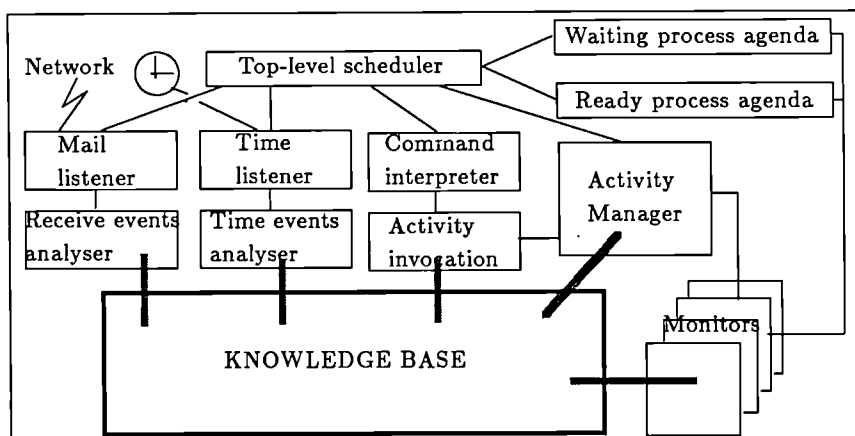 Waiting process agenda
Network
Top-level scheduler
Ready process agenda
Mail
listener
Time
listener
Command
interpreter
Activity
Manager
Receive events
analyser
Time events
analyser
Activity
invocation
Monitors
KNOWLEDGE BASE